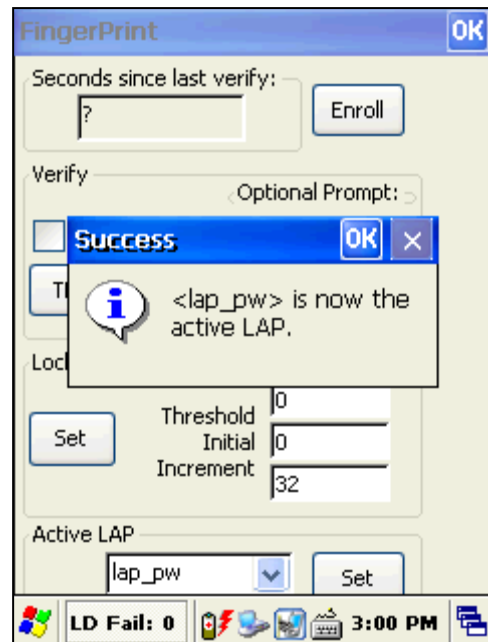 FingerPrint OK
Seconds since last verify:
?
Enroll
Verify
Optional Prompt:
Success OK
<lap_pw> is now the
active LAP.
0
Threshold
Set
Initial 0
Increment
32
Active LAP
lap_pw
Set
LD Fail: 0 3:00 PM